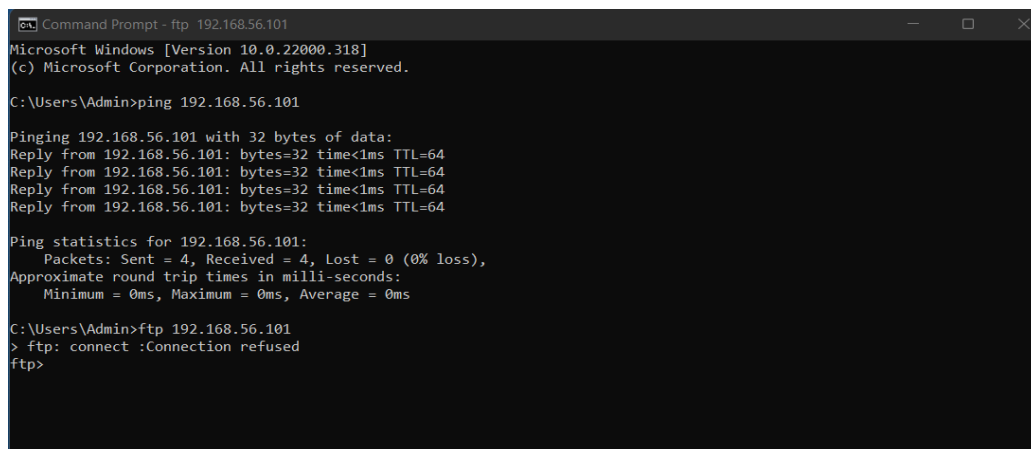 Command Prompt - ftp 192.168.56.101
Microsoft Windows [Version 10.0.22000.318]
(c) Microsoft Corporation. All rights reserved.
C:\Users\Admin>ping 192.168.56.101
Pinging 192.168.56.101 with 32 bytes of data:
Reply from 192.168.56.101: bytes=32 time<1ms TTL=64
Reply from 192.168.56.101: bytes=32 time<1ms TTL=64
Reply from 192.168.56.101: bytes=32 time<1ms TTL=64
Reply from 192.168.56.101: bytes=32 time<1ms TTL=64
Ping statistics for 192.168.56.101:
    Packets: Sent = 4, Received = 4, Lost = 0 (0% loss),
Approximate round trip times in milli-seconds:
    Minimum = 0ms, Maximum = 0ms, Average = 0ms
C:\Users\Admin>ftp 192.168.56.101
> ftp: connect :Connection refused
ftp>